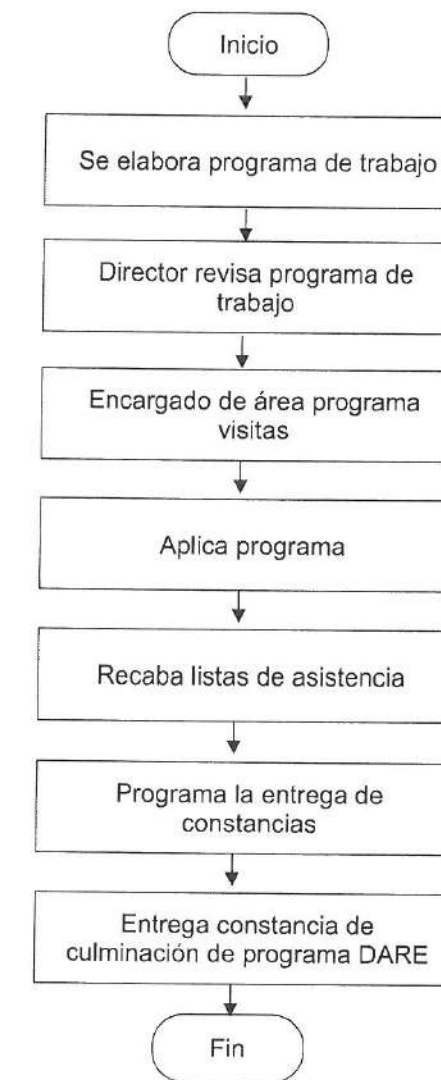 Inicio
Se elabora programa de trabajo
Director revisa programa de
trabajo
Encargado de área programa
visitas
Aplica programa
Recaba listas de asistencia
Programa la entrega de
constancias
Entrega constancia de
culminación de programa DARE
Fin